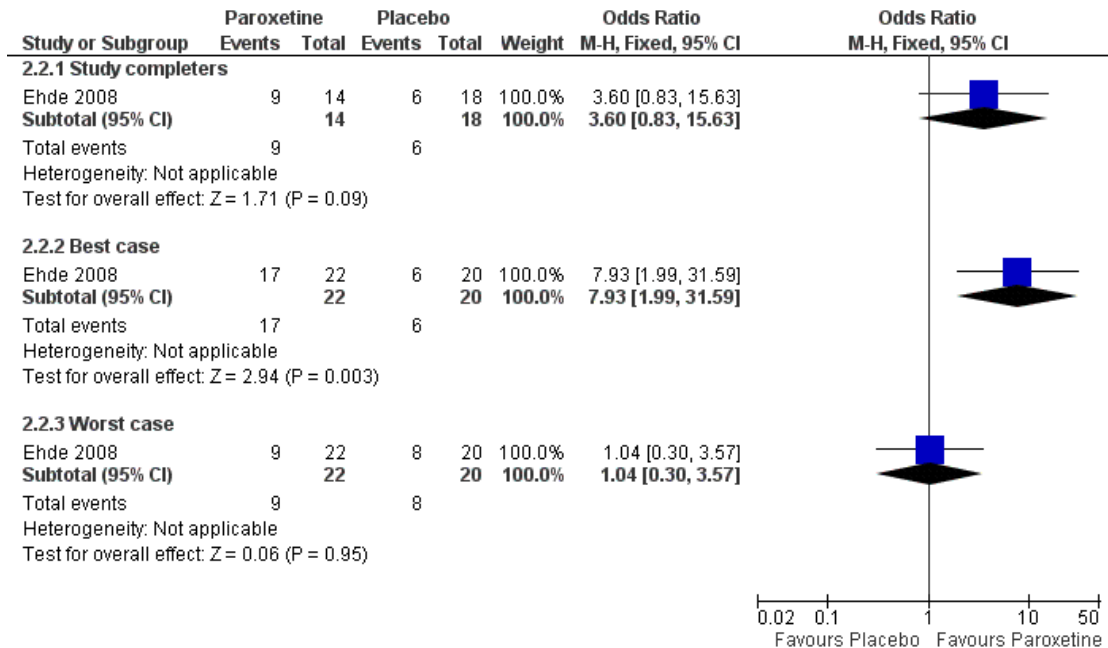 Paroxetine Placebo Odds Ratio Odds Ratio
Study or Subgroup Events Total Events Total Weight M-H, Fixed, 95% CI M-H, Fixed, 95% CI
2.2.1 Study completers
Ehde 2008 9 14 6 18 100.0% 3.60 [0.83, 15.63]
Subtotal (95% CI) 14 18 100.0% 3.60 [0.83, 15.63]
Total events 9 6
Heterogeneity: Not applicable
Test for overall effect: Z = 1.71 (P = 0.09)
2.2.2 Best case
Ehde 2008 17 22 6 20 100.0% 7.93 [1.99, 31.59]
Subtotal (95% CI) 22 20 100.0% 7.93 [1.99, 31.59]
Total events 17 6
Heterogeneity: Not applicable
Test for overall effect: Z = 2.94 (P = 0.003)
2.2.3 Worst case
Ehde 2008 9 22 8 20 100.0% 1.04 [0.30, 3.57]
Subtotal (95% CI) 22 20 100.0% 1.04 [0.30, 3.57]
Total events 9 8
Heterogeneity: Not applicable
Test for overall effect: Z = 0.06 (P = 0.95)
0.02 0.1 1 10 50
Favours Placebo Favours Paroxetine